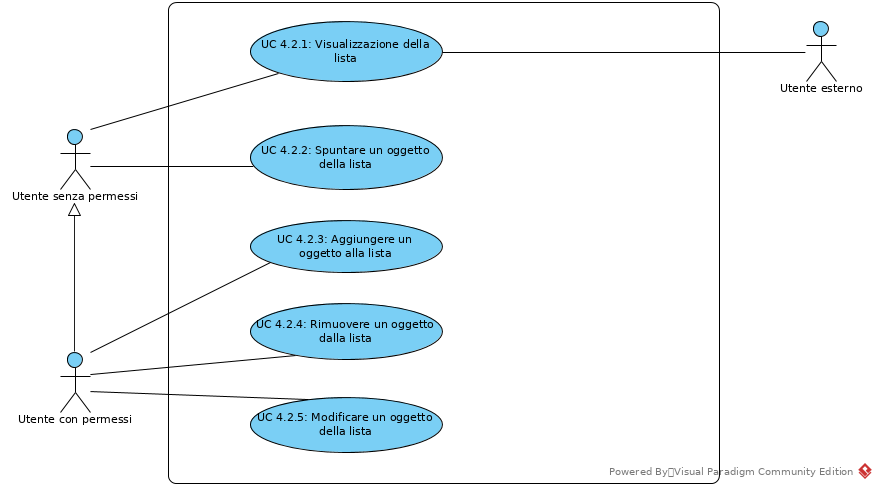 UC 4.2.1: Visualizzazione della
lista
Utente esterno
UC 4.2.2: Spuntare un oggetto
della lista
Utente senza permessi
UC 4.2.3: Aggiungere un
oggetto alla lista
UC 4.2.4: Rimuovere un oggetto
dalla lista
Utente con permessi
UC 4.2.5: Modificare un oggetto
della lista
Powered By Visual Paradigm Community Edition